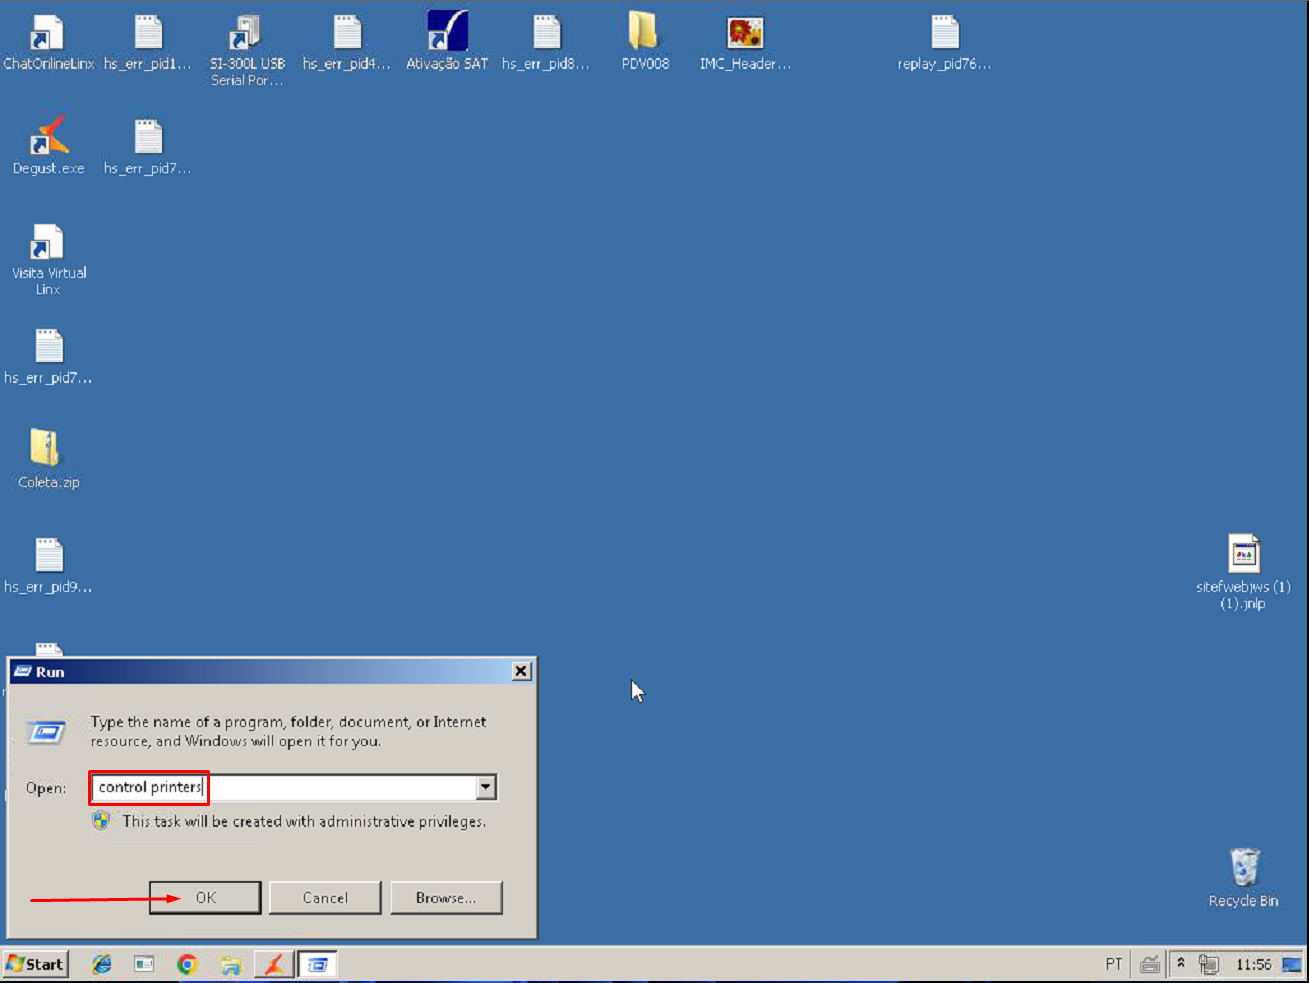 ChatOnlineLinx
hs_err_pid1...
SI-300L USB
Serial Por...
hs_err_pid4...
Ativação SAT
hs_err_pid8...
PDV008
IMC_Header...
replay_pid76...
Degust.exe
hs_err_pid7...
Visita Virtual
Linx
hs_err_pid7...
Coleta.zip
hs_err_pid9...
sitefwebjws (1)
(1).jnlp
Run
Type the name of a program, folder, document, or Internet
resource, and Windows will open it for you.
Open:
control printers
This task will be created with administrative privileges.
OK
Cancel
Browse...
Recycle Bin
Start
PT
11:56